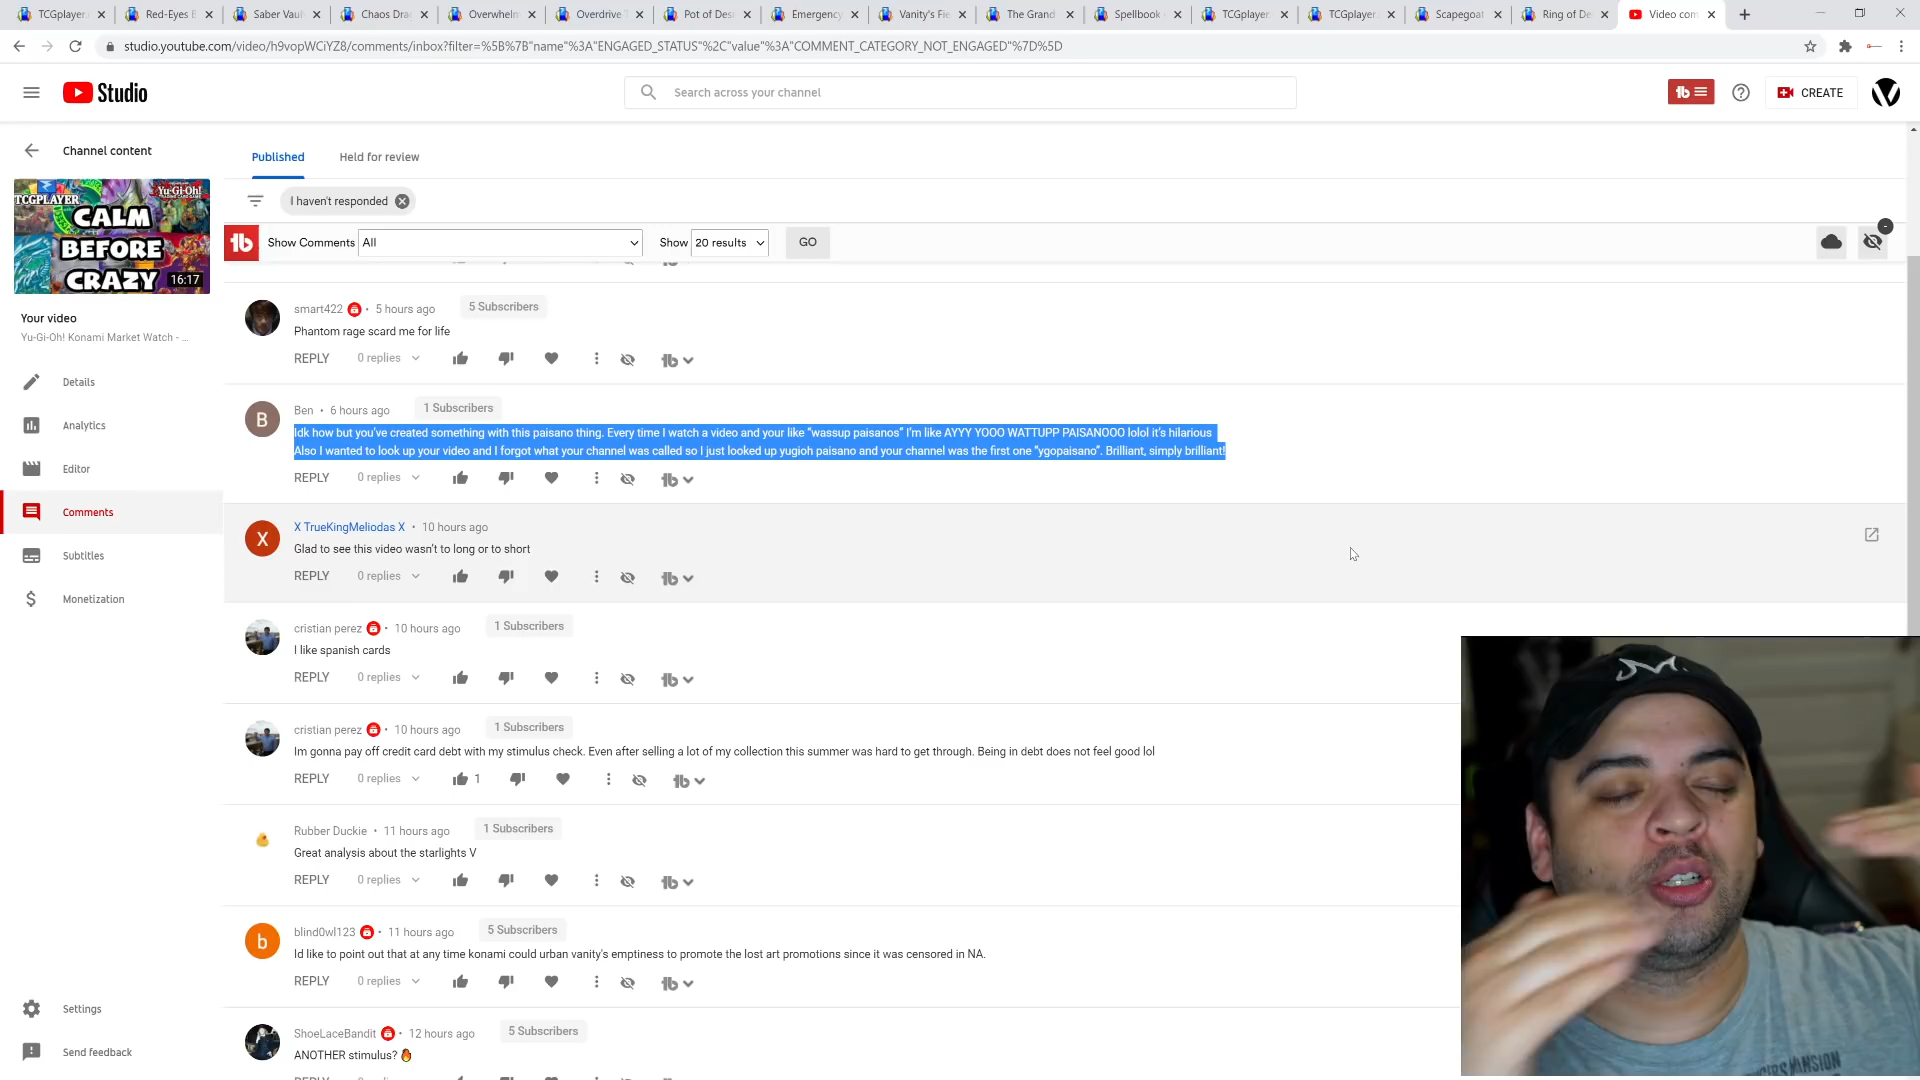 TCGplayer.
Red-Eyes B
Saber Vaul
Chaos Drac
Overwhelm
Overdrive T
Pot of Desi
Emergency
Vanity's Fie
The Grand
Spellbook
TCGplayer.
TCGplayer.
Scapegoat
Ring of De
Video com
studio.youtube.com/video/h9vopWCiYZ8/comments/inbox?filter=%5B%7B"name"%3A"ENGAGED_STATUS"%2C"value"%3A"COMMENT_CATEGORY_NOT_ENGAGED"%7D%5D
Studio
Search across your channel
CREATE
Channel content
TCGPLAYER
Yu-Gi-Oh!
CALM
BEFORE
CRAZY
16:17
Your video
Yu-Gi-Oh! Konami Market Watch - ...
Details
Analytics
Editor
Comments
Subtitles
Monetization
Settings
Send feedback
Published
Held for review
I haven't responded
Show Comments All
Show 20 results
GO
smart422 • 5 hours ago
5 Subscribers
Phantom rage scard me for life
REPLY 0 replies
Ben • 6 hours ago
1 Subscribers
Idk how but you've created something with this paisano thing. Every time I watch a video and your like "wassup paisanos" I'm like AYYY YOOO WATTUPP PAISANOOO lolol it's hilarious
Also I wanted to look up your video and I forgot what your channel was called so I just looked up yugioh paisano and your channel was the first one "ygopaisano". Brilliant, simply brilliant!
REPLY 0 replies
X
X TrueKingMeliodas X • 10 hours ago
Glad to see this video wasn't to long or to short
REPLY 0 replies
cristian perez • 10 hours ago
1 Subscribers
I like spanish cards
REPLY 0 replies
cristian perez • 10 hours ago
1 Subscribers
Im gonna pay off credit card debt with my stimulus check. Even after selling a lot of my collection this summer was hard to get through. Being in debt does not feel good lol
REPLY 0 replies 1
Rubber Duckie • 11 hours ago
1 Subscribers
Great analysis about the starlights V
REPLY 0 replies
blind0wl123 • 11 hours ago
5 Subscribers
Id like to point out that at any time konami could urban vanity's emptiness to promote the lost art promotions since it was censored in NA.
REPLY 0 replies
ShoeLaceBandit • 12 hours ago
5 Subscribers
ANOTHER stimulus?